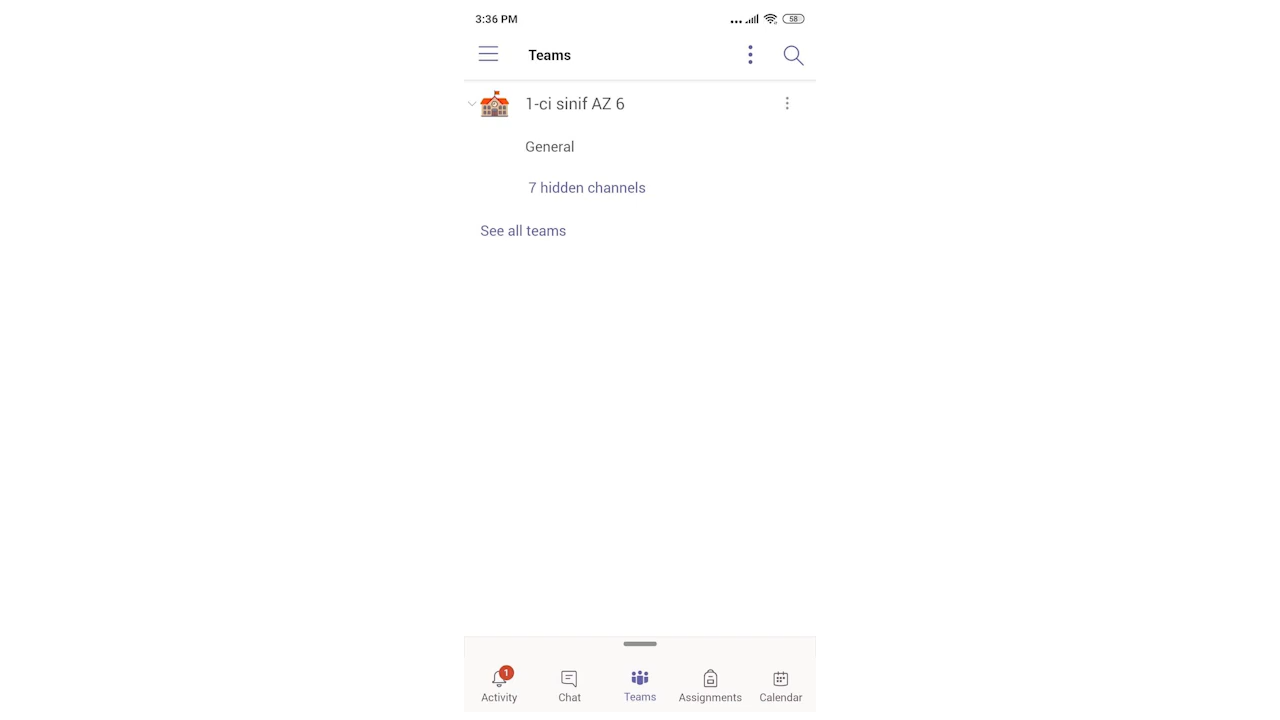 3:36 PM
58
Teams
1-ci sinif AZ 6
General
7 hidden channels
See all teams
1
Activity
Chat
Teams
Assignments
Calendar